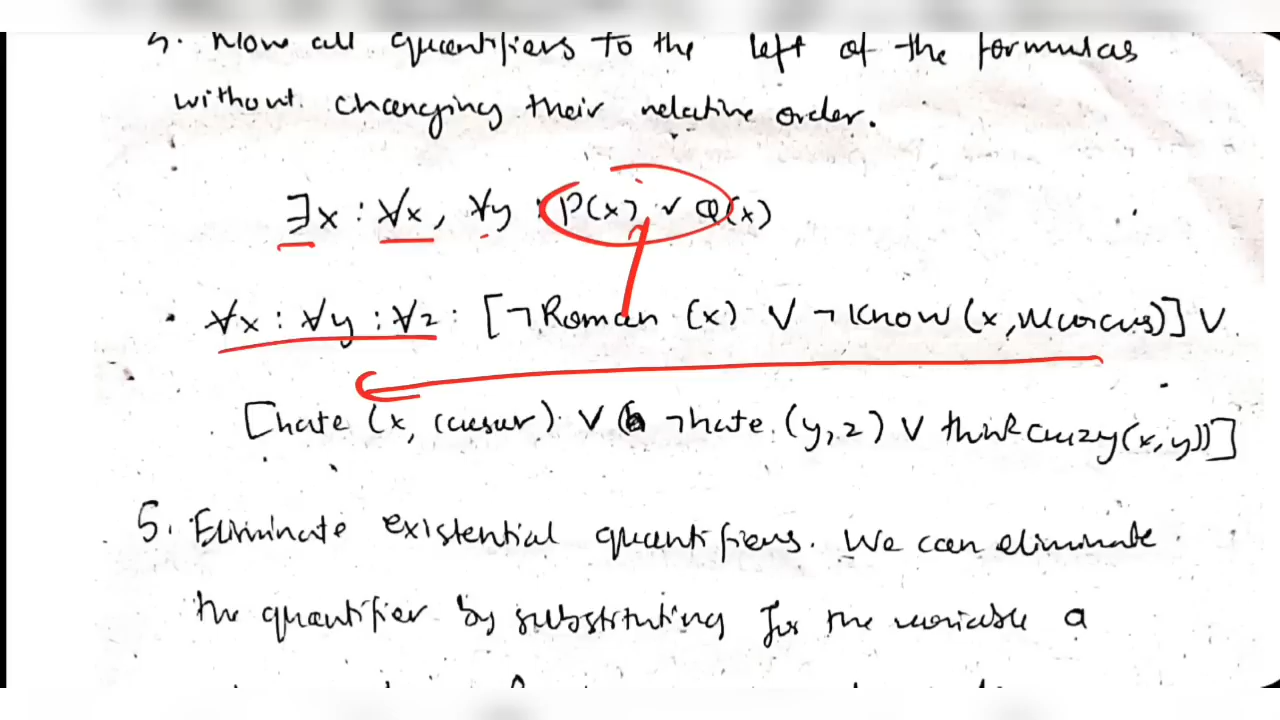 4. Move all quantifiers to the left of the formulas
without changing their relative order.
∃x : ∀x, ∀y : P(x) ∨ Q(x)
• ∀x : ∀y : ∀z : [¬Roman (x) ∨ ¬Know (x, Marcus)] ∨
[hate (x, caesar) ∨ ( ¬hate (y, z) ∨ thinkcrazy(x, y))]
5. Eliminate existential quantifiers. We can eliminate
the quantifier by substituting for the variable a